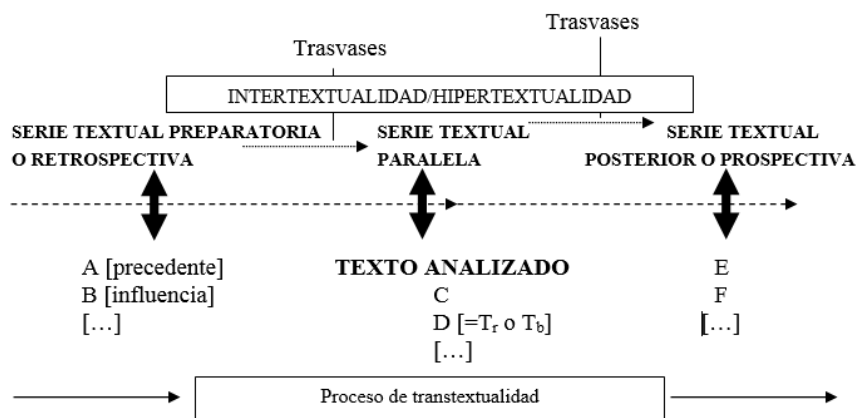 Trasvases
Trasvases
INTERTEXTUALIDAD/HIPERTEXTUALIDAD
SERIE TEXTUAL PREPARATORIA
O RETROSPECTIVA
SERIE TEXTUAL
PARALELA
SERIE TEXTUAL
POSTERIOR O PROSPECTIVA
A [precedente]
B [influencia]
[…]
TEXTO ANALIZADO
C
D [=Tr o Tb]
[…]
E
F
[…]
Proceso de transtextualidad